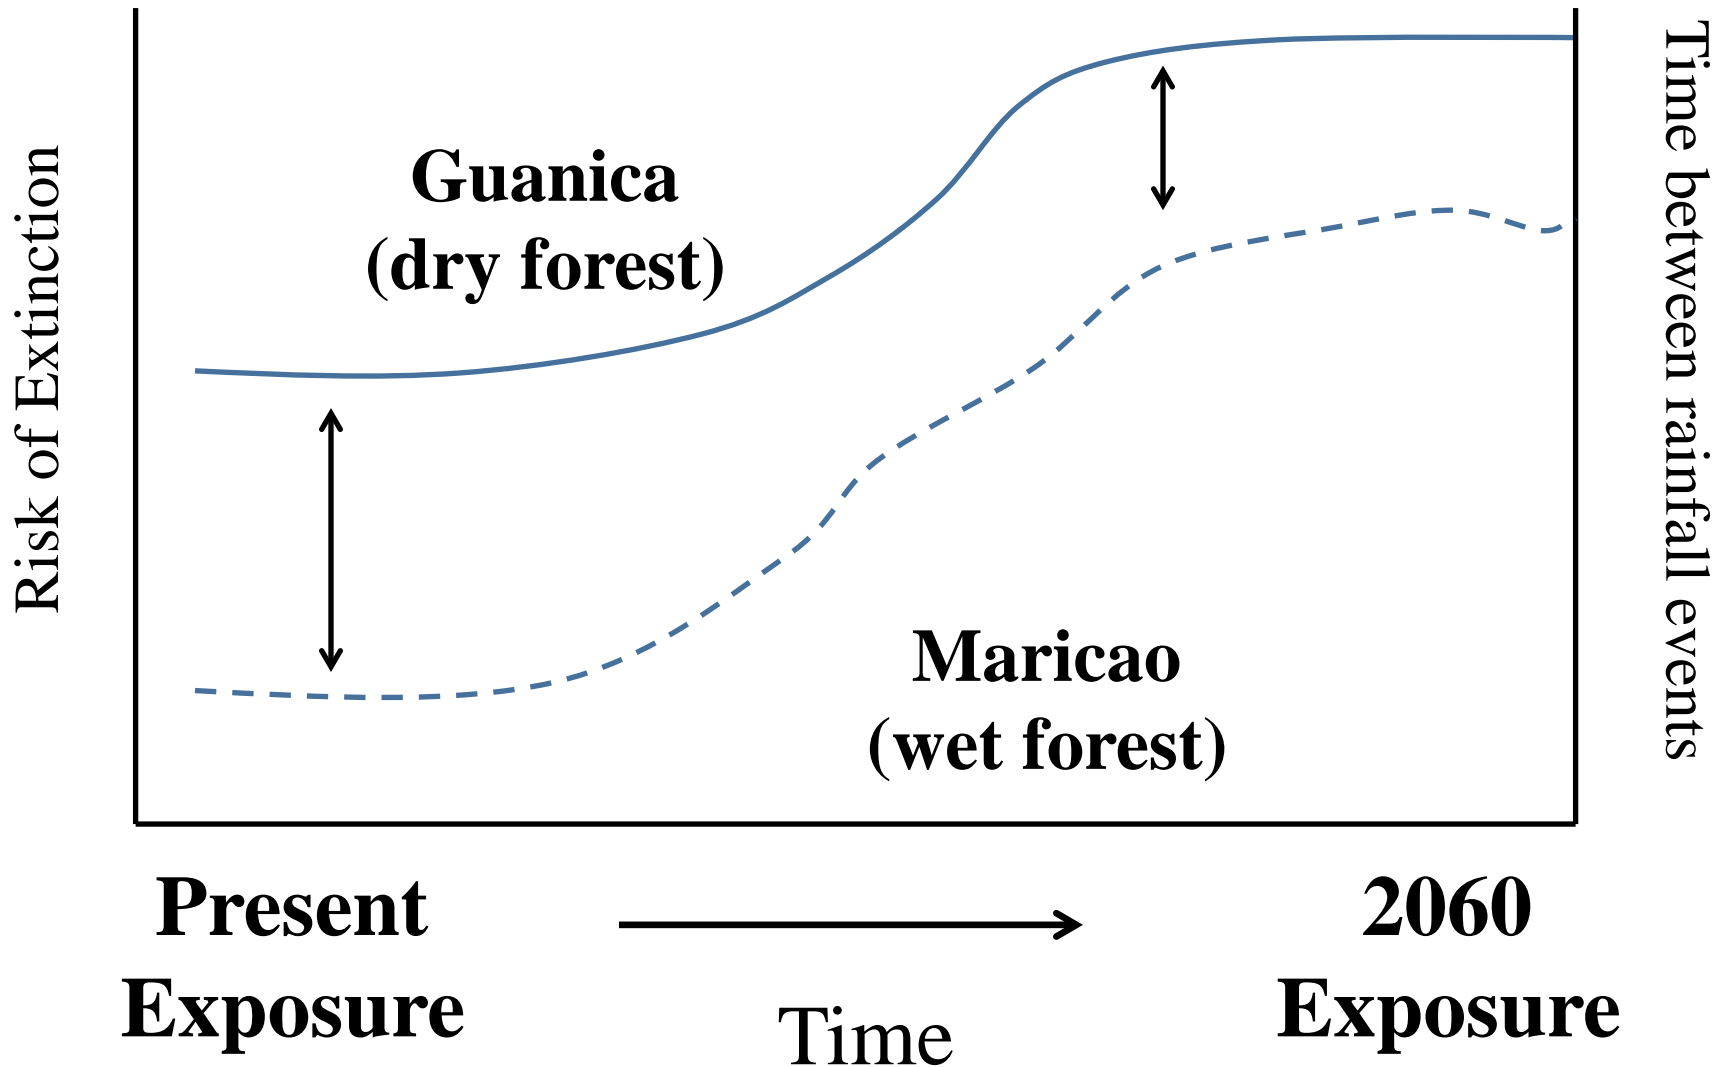 Risk of Extinction
Guanica
(dry forest)
Maricao
(wet forest)
Time between rainfall events
Present
Exposure
Time
2060
Exposure